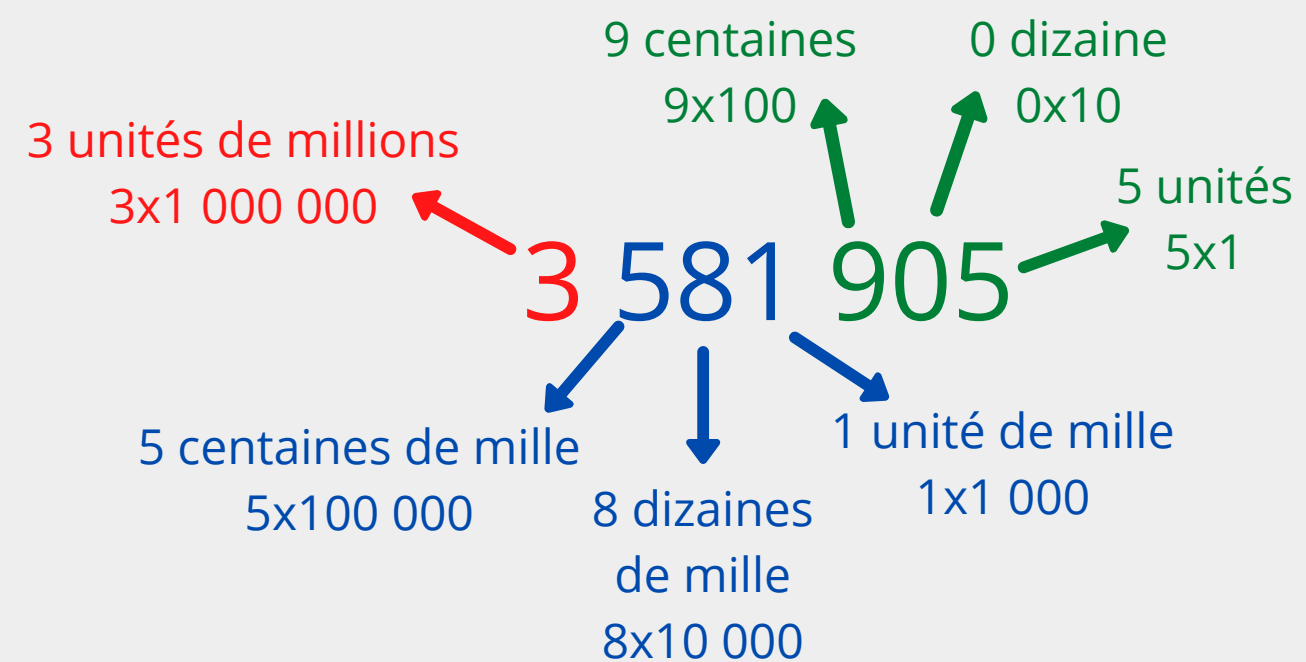 9 centaines
9x100
0 dizaine
0x10
3 unités de millions
3x1 000 000
5 unités
5x1
3 581 905
5 centaines de mille
5x100 000
8 dizaines
de mille
8x10 000
1 unité de mille
1x1 000